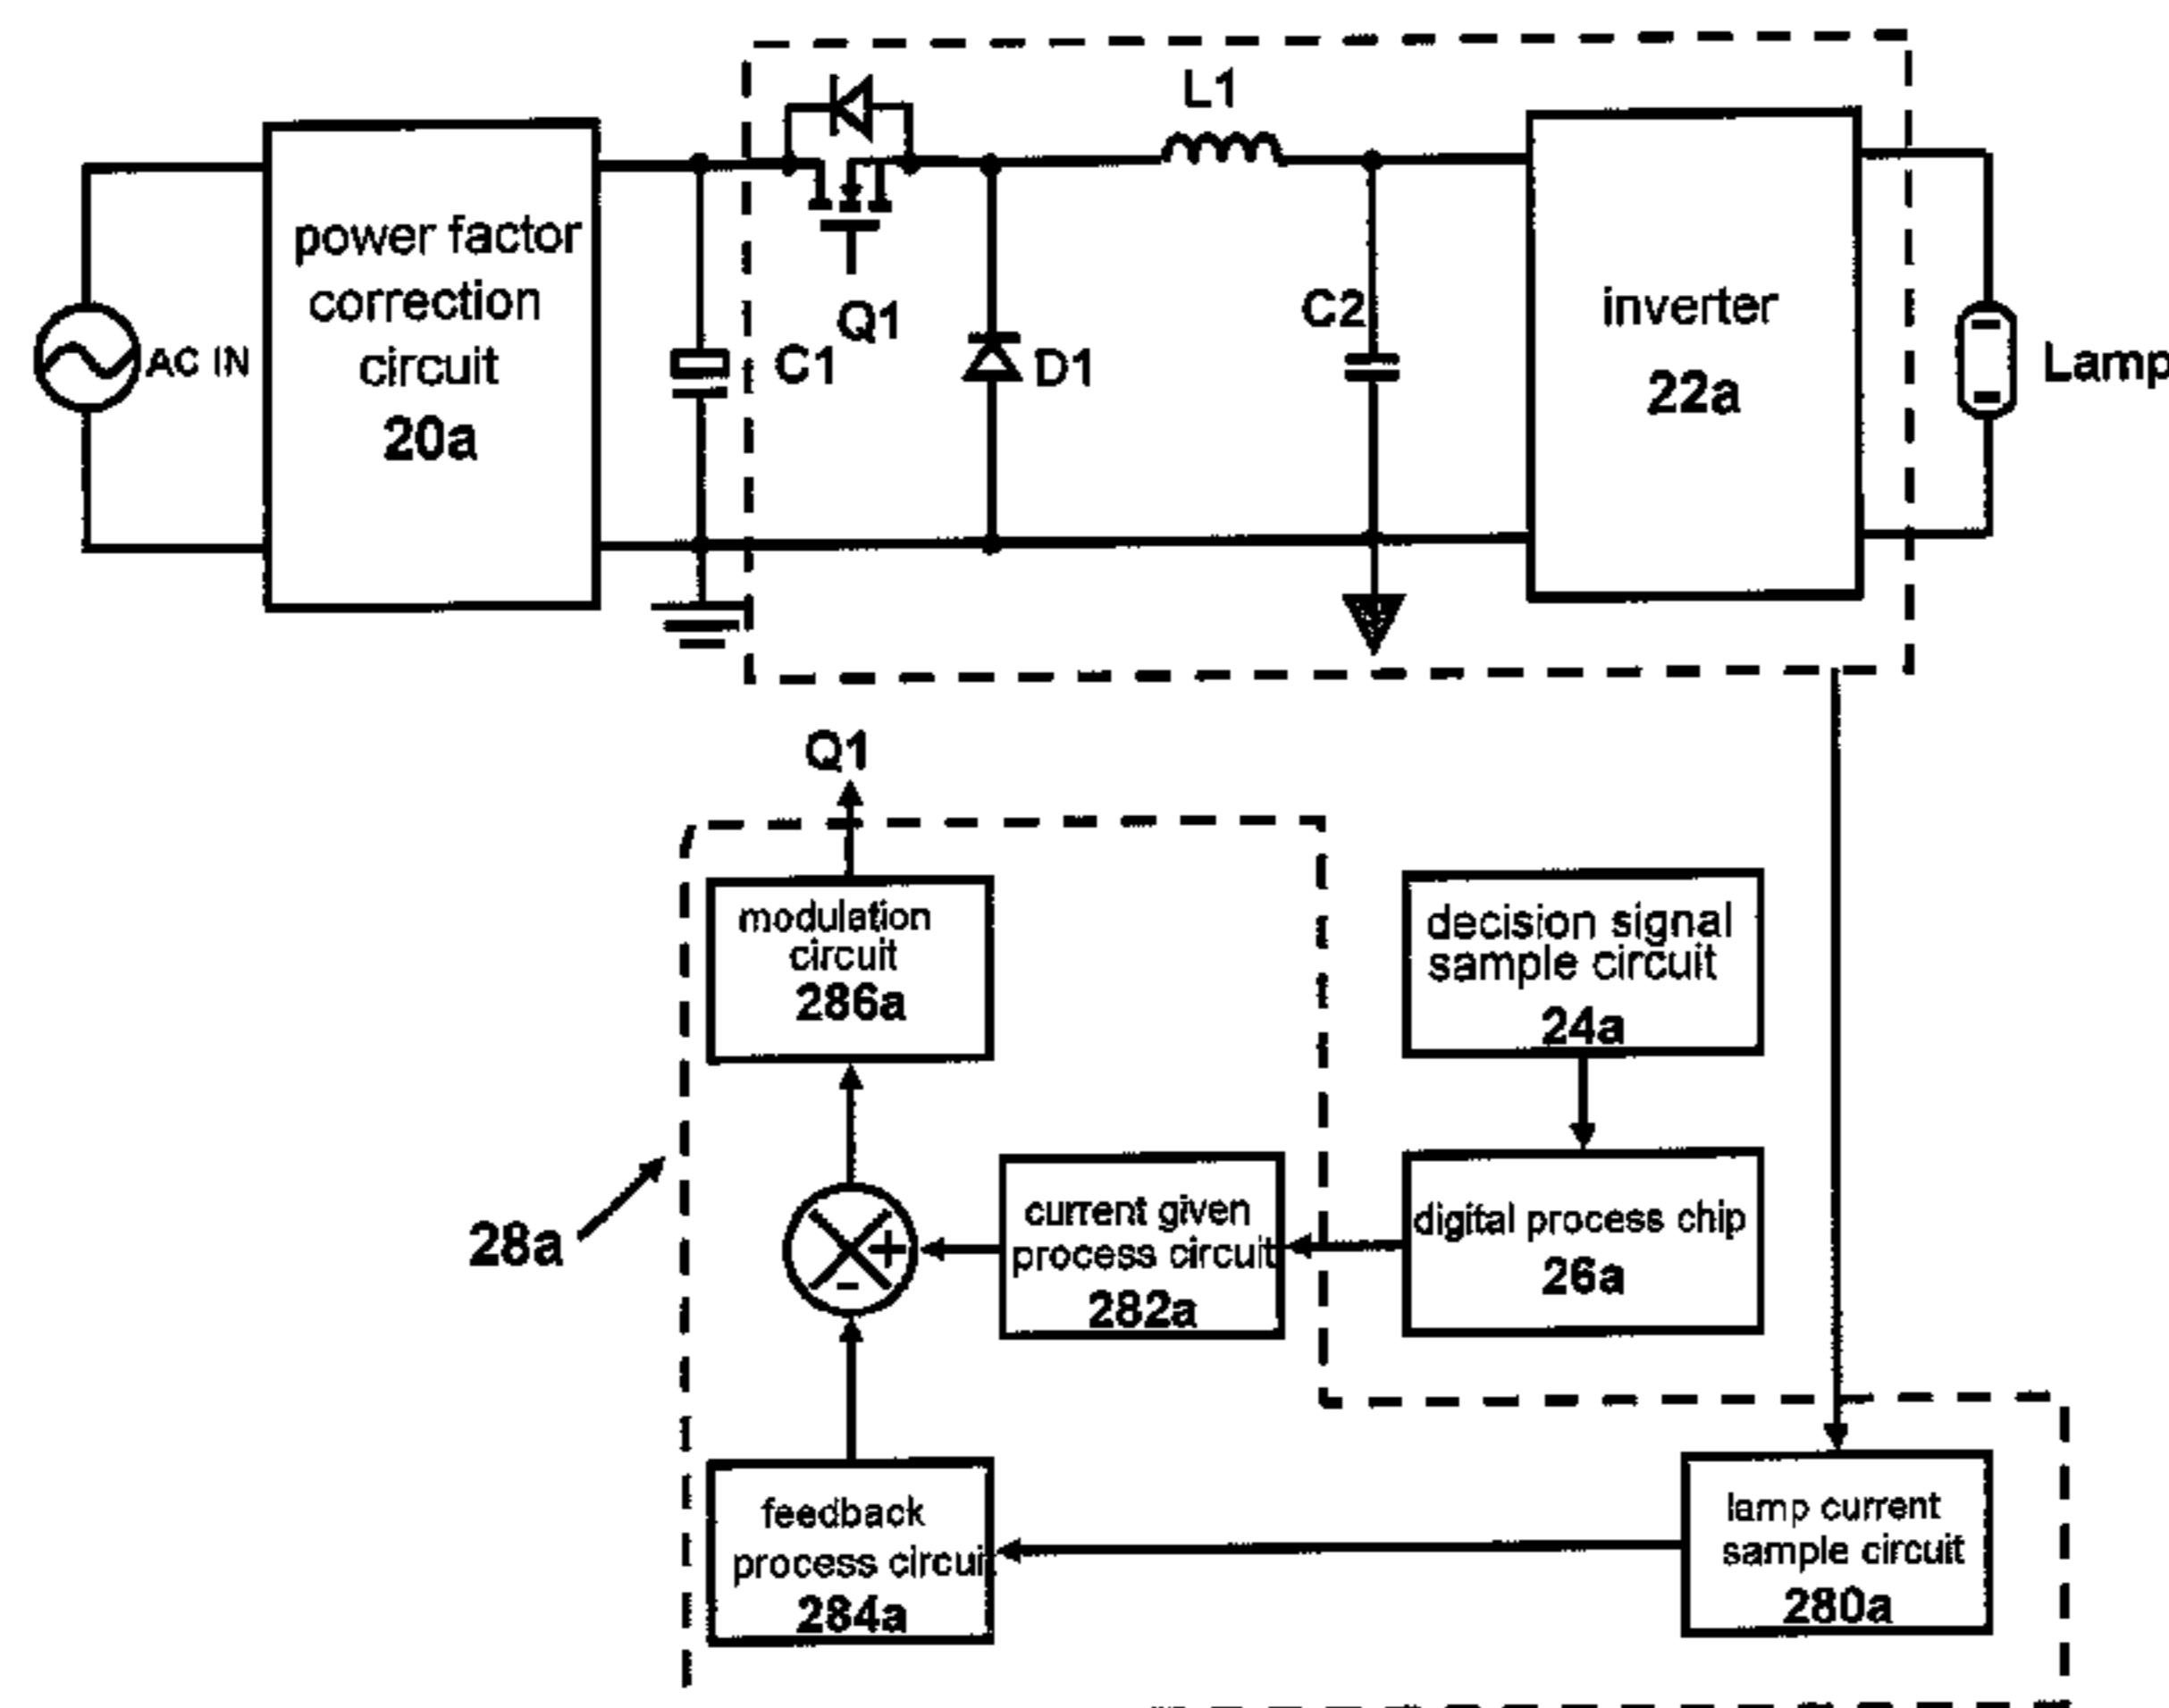 L1
power factor
correction
circuit
20a
AC IN
C1
Q1
D1
C2
inverter
22a
Lamp
Q1
modulation
circuit
286a
decision signal
sample circuit
24a
28a
current given
process circuit
282a
digital process chip
26a
+
-
feedback
process circui
284a
lamp current
sample circuit
280a